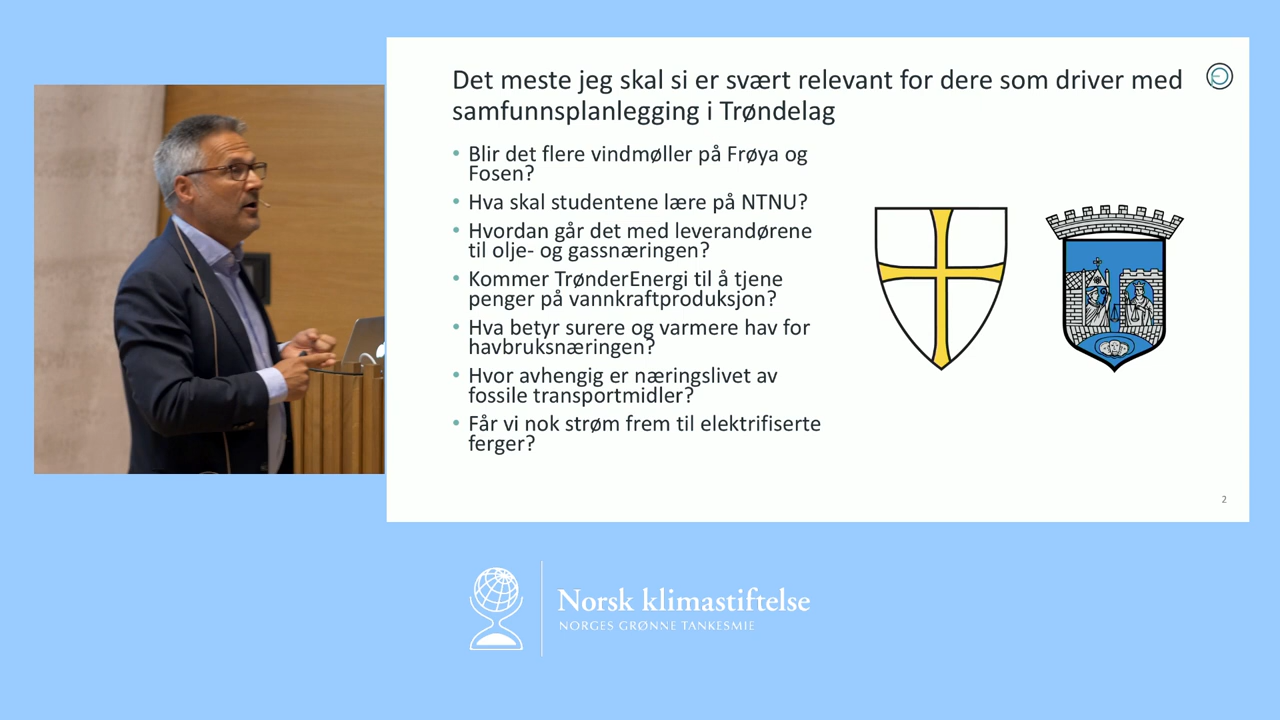 Det meste jeg skal si er svært relevant for dere som driver med
samfunnsplanlegging i Trøndelag
• Blir det flere vindmøller på Frøya og
Fosen?
• Hva skal studentene lære på NTNU?
• Hvordan går det med leverandørene
til olje- og gassnæringen?
• Kommer TrønderEnergi til å tjene
penger på vannkraftproduksjon?
• Hva betyr surere og varmere hav for
havbruksnæringen?
• Hvor avhengig er næringslivet av
fossile transportmidler?
• Får vi nok strøm frem til elektrifiserte
ferger?
2
Norsk klimastiftelse
NORGES GRØNNE TANKESMIE